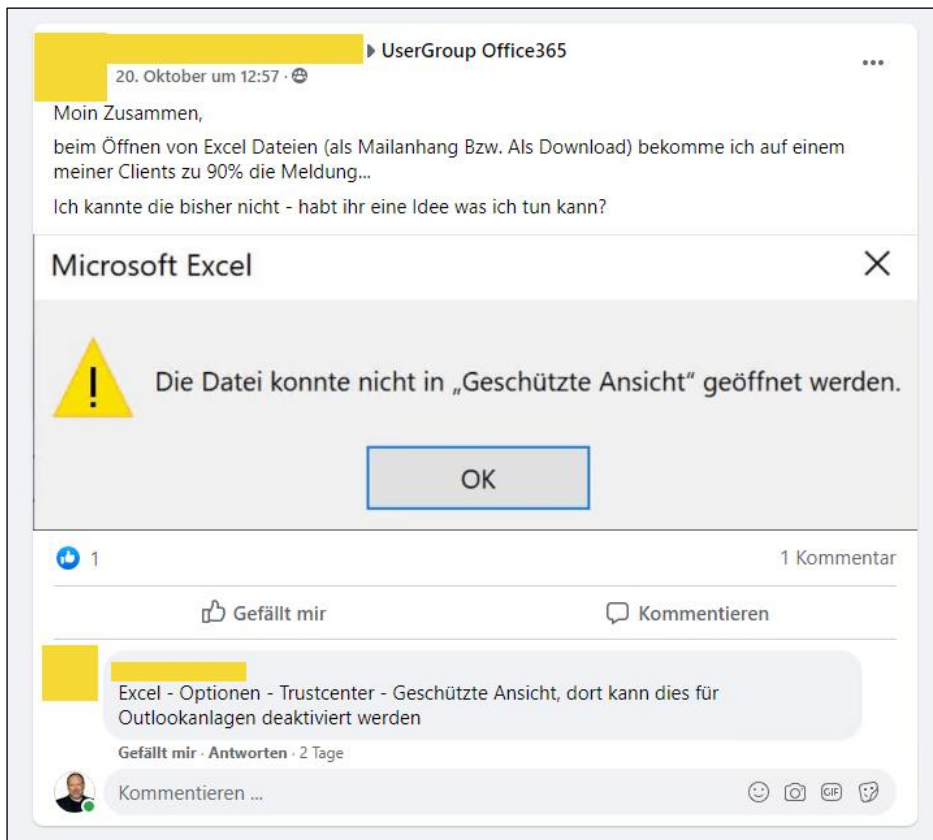 UserGroup Office365
20. Oktober um 12:57 ·
Moin Zusammen,
beim Öffnen von Excel Dateien (als Mailanhang Bzw. Als Download) bekomme ich auf einem
meiner Clients zu 90% die Meldung...
Ich kannte die bisher nicht - habt ihr eine Idee was ich tun kann?
Microsoft Excel
Die Datei konnte nicht in „Geschützte Ansicht“ geöffnet werden.
OK
1 1 Kommentar
Gefällt mir Kommentieren
Excel - Optionen - Trustcenter - Geschützte Ansicht, dort kann dies für
Outlookanlagen deaktiviert werden
Gefällt mir · Antworten · 2 Tage
Kommentieren ... GIF